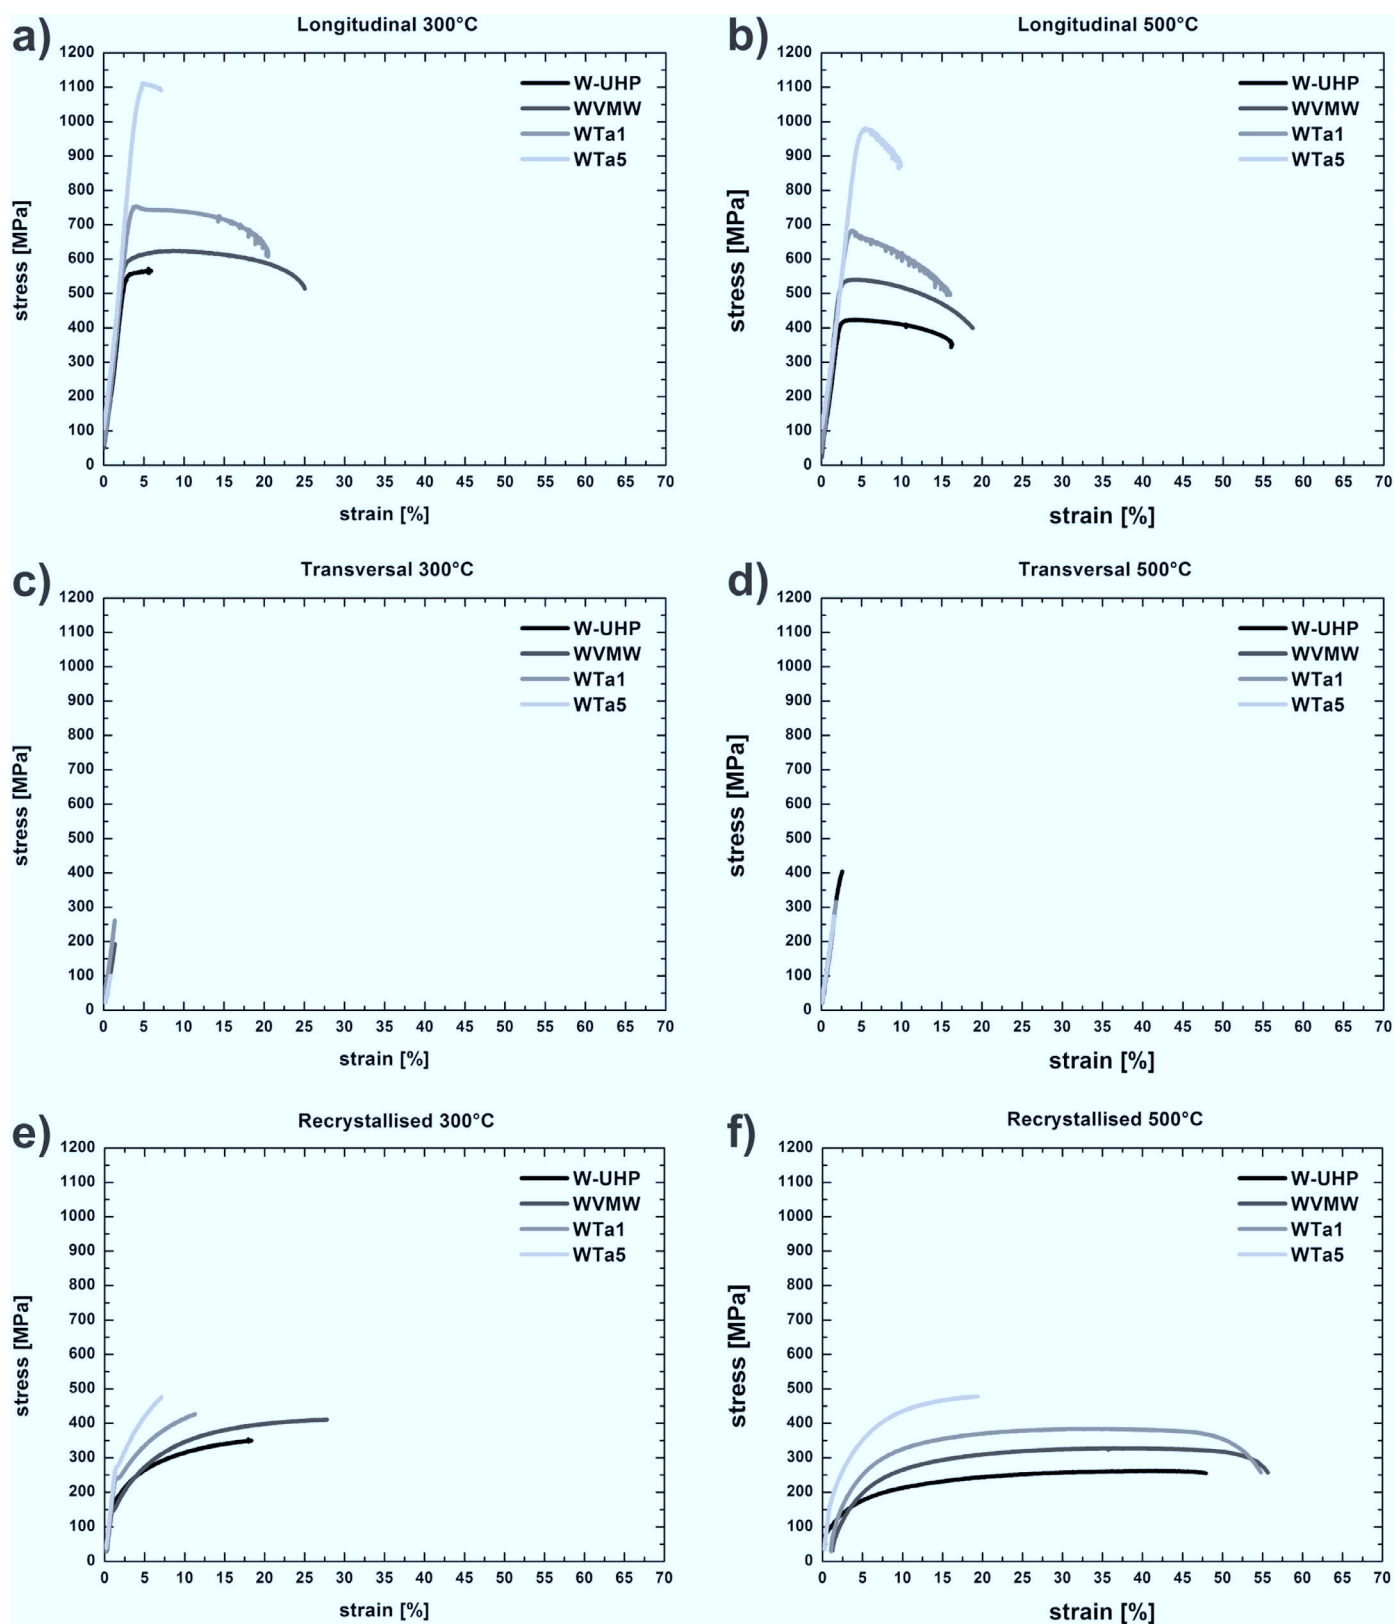 a)
Longitudinal 300°C
1200
1100
1000
900
800
700
600
500
400
300
200
100
0
stress [MPa]
W-UHP
WVMW
WTa1
WTa5
0 5 10 15 20 25 30 35 40 45 50 55 60 65 70
strain [%]
b)
Longitudinal 500°C
1200
1100
1000
900
800
700
600
500
400
300
200
100
0
stress [MPa]
W-UHP
WVMW
WTa1
WTa5
0 5 10 15 20 25 30 35 40 45 50 55 60 65 70
strain [%]
c)
Transversal 300°C
1200
1100
1000
900
800
700
600
500
400
300
200
100
0
stress [MPa]
W-UHP
WVMW
WTa1
WTa5
0 5 10 15 20 25 30 35 40 45 50 55 60 65 70
strain [%]
d)
Transversal 500°C
1200
1100
1000
900
800
700
600
500
400
300
200
100
0
stress [MPa]
W-UHP
WVMW
WTa1
WTa5
0 5 10 15 20 25 30 35 40 45 50 55 60 65 70
strain [%]
e)
Recrystallised 300°C
1200
1100
1000
900
800
700
600
500
400
300
200
100
0
stress [MPa]
W-UHP
WVMW
WTa1
WTa5
0 5 10 15 20 25 30 35 40 45 50 55 60 65 70
strain [%]
f)
Recrystallised 500°C
1200
1100
1000
900
800
700
600
500
400
300
200
100
0
stress [MPa]
W-UHP
WVMW
WTa1
WTa5
0 5 10 15 20 25 30 35 40 45 50 55 60 65 70
strain [%]